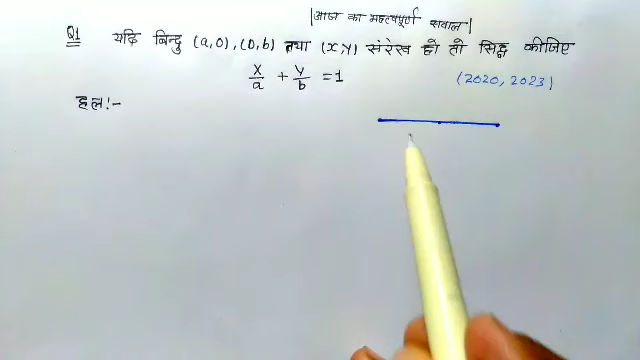 |आज का महत्वपूर्ण सवाल|
Q1 यदि बिन्दु (a,0), (0,b) तथा (x y) संरेख हो तो सिद्ध कीजिए
x/a + y/b = 1 (2020, 2023)
हल:-